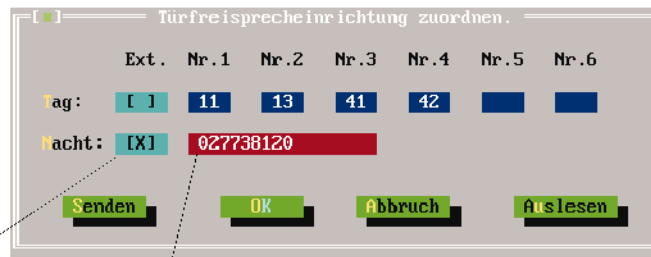 [■] Türfreisprecheinrichtung zuordnen.
Ext. Nr.1 Nr.2 Nr.3 Nr.4 Nr.5 Nr.6
Tag: [ ] 11 13 41 42
Nacht: [X] 027738120
Senden OK Abbruch Auslesen